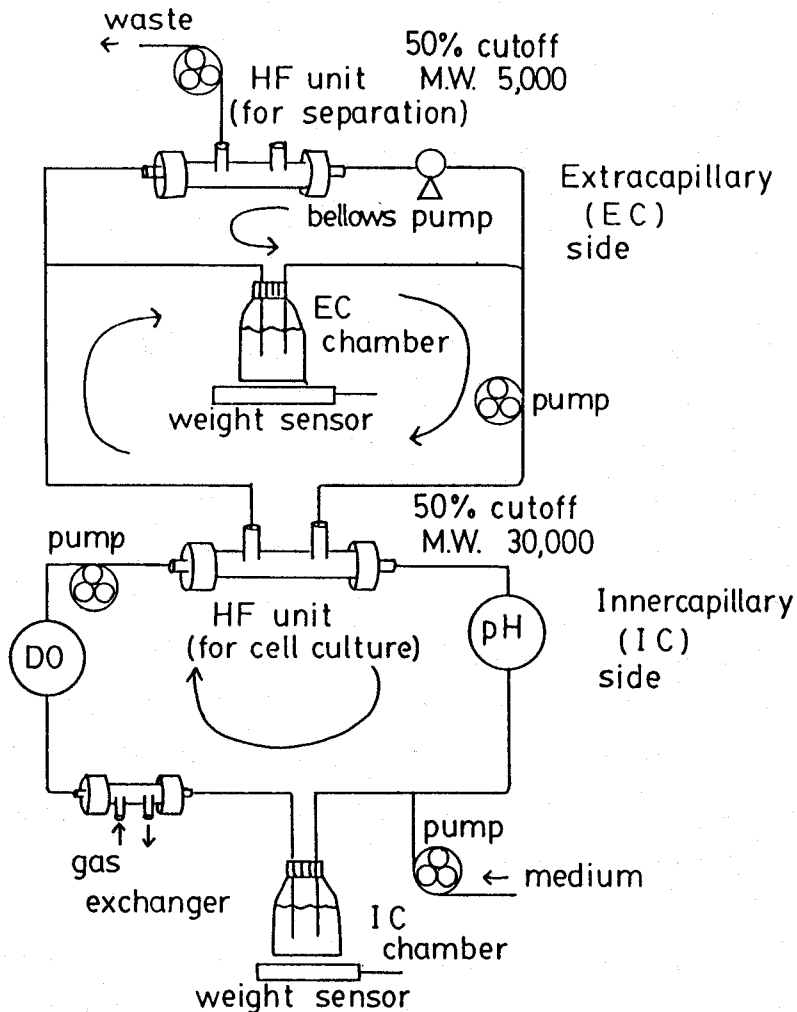 waste
50% cutoff
M.W. 5,000
HF unit
(for separation)
bellows pump
Extracapillary
(EC)
side
EC
chamber
weight sensor
pump
50% cutoff
M.W. 30,000
pump
HF unit
(for cell culture)
DO
pH
Innercapillary
(IC)
side
gas
exchanger
pump
medium
IC
chamber
weight sensor